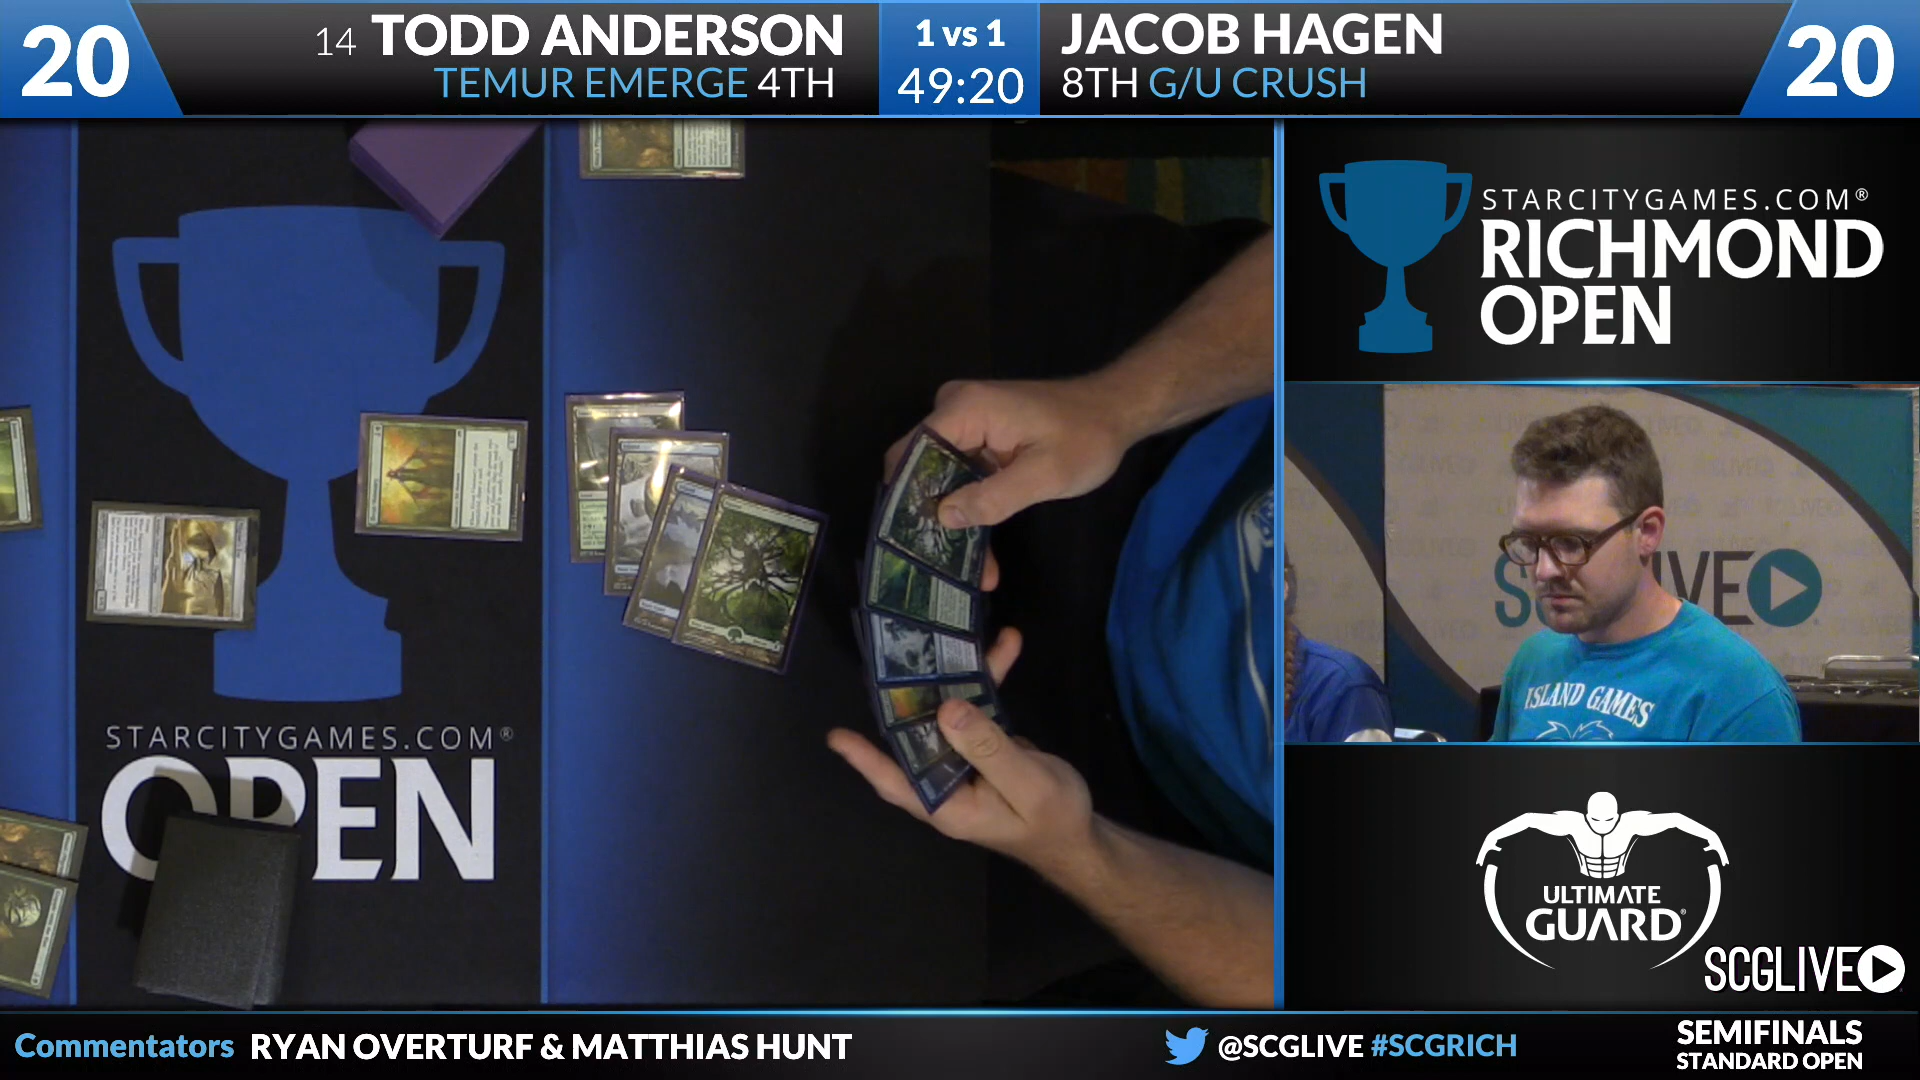 20
14 TODD ANDERSON
TEMUR EMERGE 4TH
1 vs 1
49:20
JACOB HAGEN
8TH G/U CRUSH
20
STARCITYGAMES.COM®
RICHMOND
OPEN
STARCITYGAMES.COM®
OPEN
ISLAND GAMES
ULTIMATE
GUARD®
SCGLIVE
Commentators RYAN OVERTURF & MATTHIAS HUNT
@SCGLIVE #SCGRICH
SEMIFINALS
STANDARD OPEN